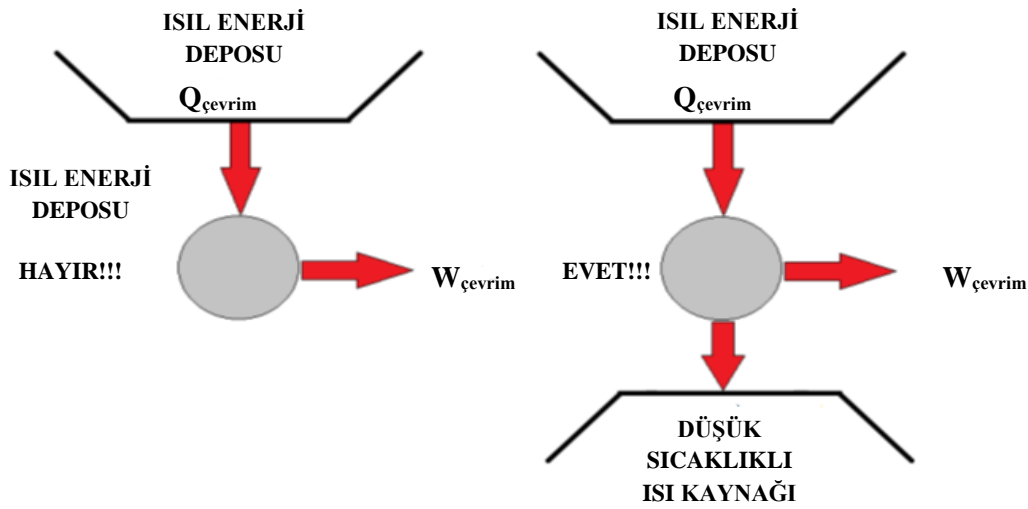 ISIL ENERJİ
DEPOSU
Qçevrim
ISIL ENERJİ
DEPOSU
HAYIR!!!
Wçevrim
ISIL ENERJİ
DEPOSU
Qçevrim
EVET!!!
Wçevrim
DÜŞÜK
SICAKLIKLI
ISI KAYNAĞI